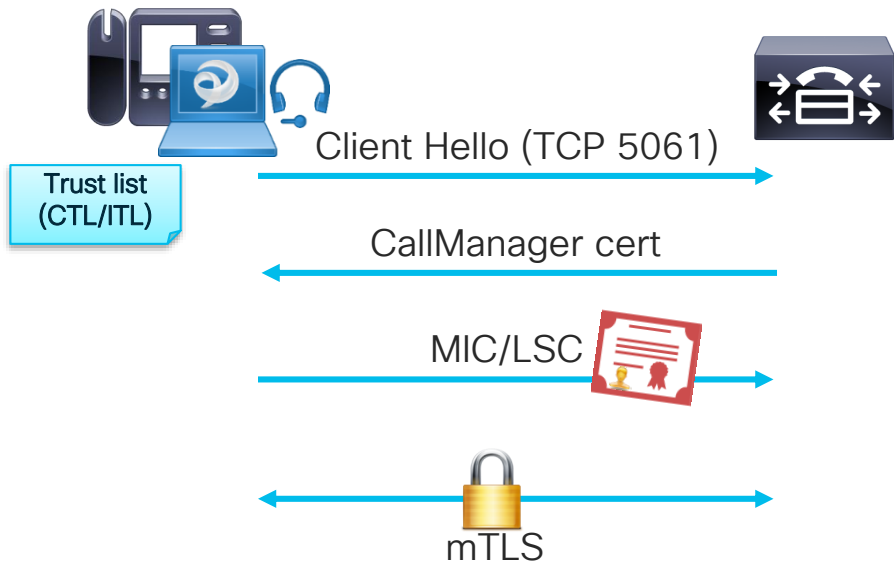 Client Hello (TCP 5061)
Trust list
(CTL/ITL)
CallManager cert
MIC/LSC
mTLS